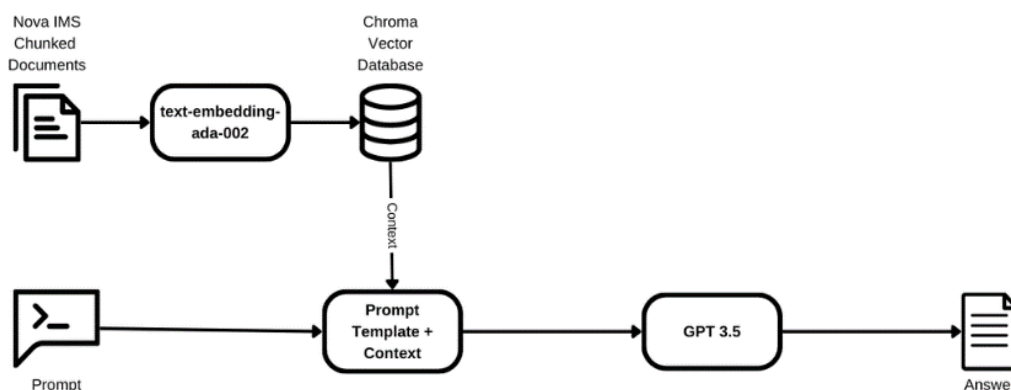 Nova IMS
Chunked
Documents
Chroma
Vector
Database
text-embedding-
ada-002
Context
Prompt
Template +
Context
GPT 3.5
Prompt
Answe